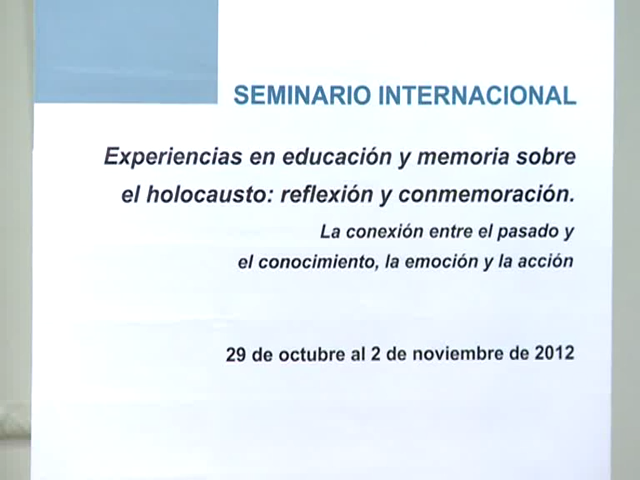 SEMINARIO INTERNACIONAL
Experiencias en educación y memoria sobre
el holocausto: reflexión y conmemoración.
La conexión entre el pasado y
el conocimiento, la emoción y la acción
29 de octubre al 2 de noviembre de 2012